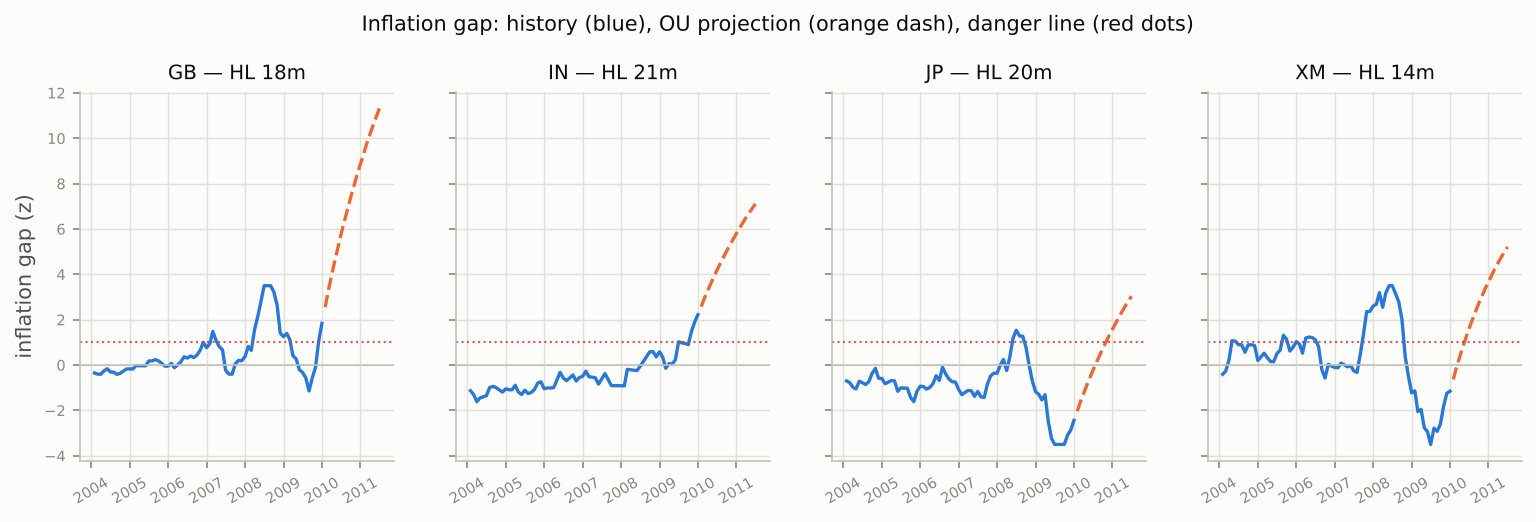 Inflation gap: history (blue), OU projection (orange dash), danger line (red dots)
GB — HL 18m
IN — HL 21m
JP — HL 20m
XM — HL 14m
inflation gap (z)
12
10
8
6
4
2
0
−2
−4
2004 2005 2006 2007 2008 2009 2010 2011
2004 2005 2006 2007 2008 2009 2010 2011
2004 2005 2006 2007 2008 2009 2010 2011
2004 2005 2006 2007 2008 2009 2010 2011